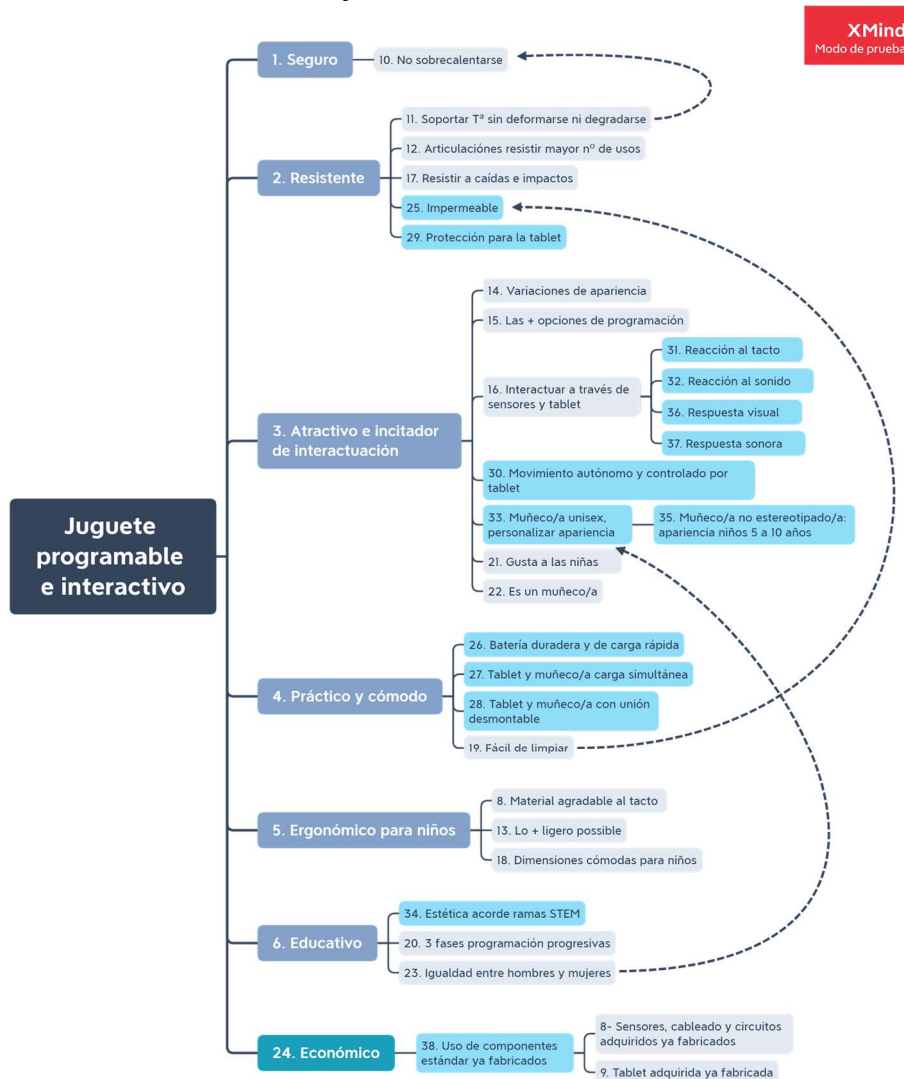 XMind
Modo de prueba
1. Seguro
10. No sobrecalentarse
2. Resistente
11. Soportar Tª sin deformarse ni degradarse
12. Articulaciónes resistir mayor nº de usos
17. Resistir a caídas e impactos
25. Impermeable
29. Protección para la tablet
3. Atractivo e incitador
de interactuación
14. Variaciones de apariencia
15. Las + opciones de programación
16. Interactuar a través de
sensores y tablet
31. Reacción al tacto
32. Reacción al sonido
36. Respuesta visual
37. Respuesta sonora
30. Movimiento autónomo y controlado por
tablet
33. Muñeco/a unisex,
personalizar apariencia
35. Muñeco/a no estereotipado/a:
apariencia niños 5 a 10 años
21. Gusta a las niñas
22. Es un muñeco/a
Juguete
programable
e interactivo
4. Práctico y cómodo
26. Batería duradera y de carga rápida
27. Tablet y muñeco/a carga simultánea
28. Tablet y muñeco/a con unión
desmontable
19. Fácil de limpiar
5. Ergonómico para niños
8. Material agradable al tacto
13. Lo + ligero possible
18. Dimensiones cómodas para niños
6. Educativo
34. Estética acorde ramas STEM
20. 3 fases programación progresivas
23. Igualdad entre hombres y mujeres
24. Económico
38. Uso de componentes
estándar ya fabricados
8- Sensores, cableado y circuitos
adquiridos ya fabricados
9. Tablet adquirida ya fabricada